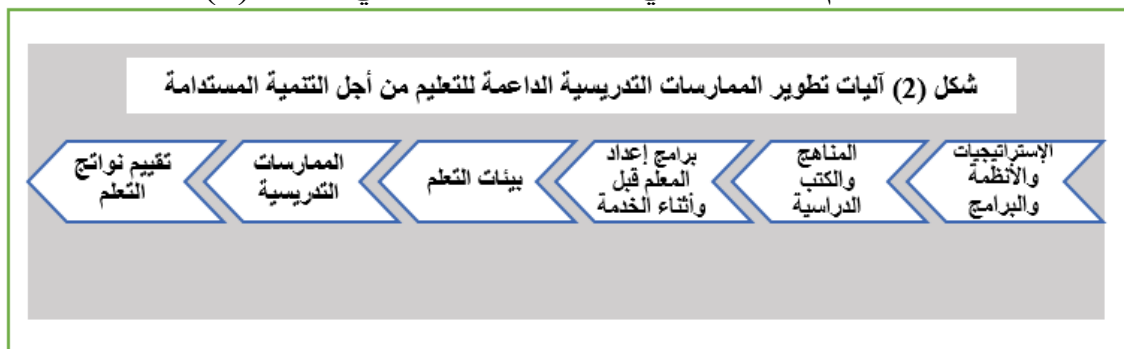 شكل (2) آليات تطوير الممارسات التدريسية الداعمة للتعليم من أجل التنمية المستدامة
الإستراتيجيات
والأنظمة
والبرامج
المناهج
والكتب
الدراسية
برامج إعداد
المعلم قبل
وأثناء الخدمة
بيئات التعلم
الممارسات
التدريسية
تقييم نواتج
التعلم